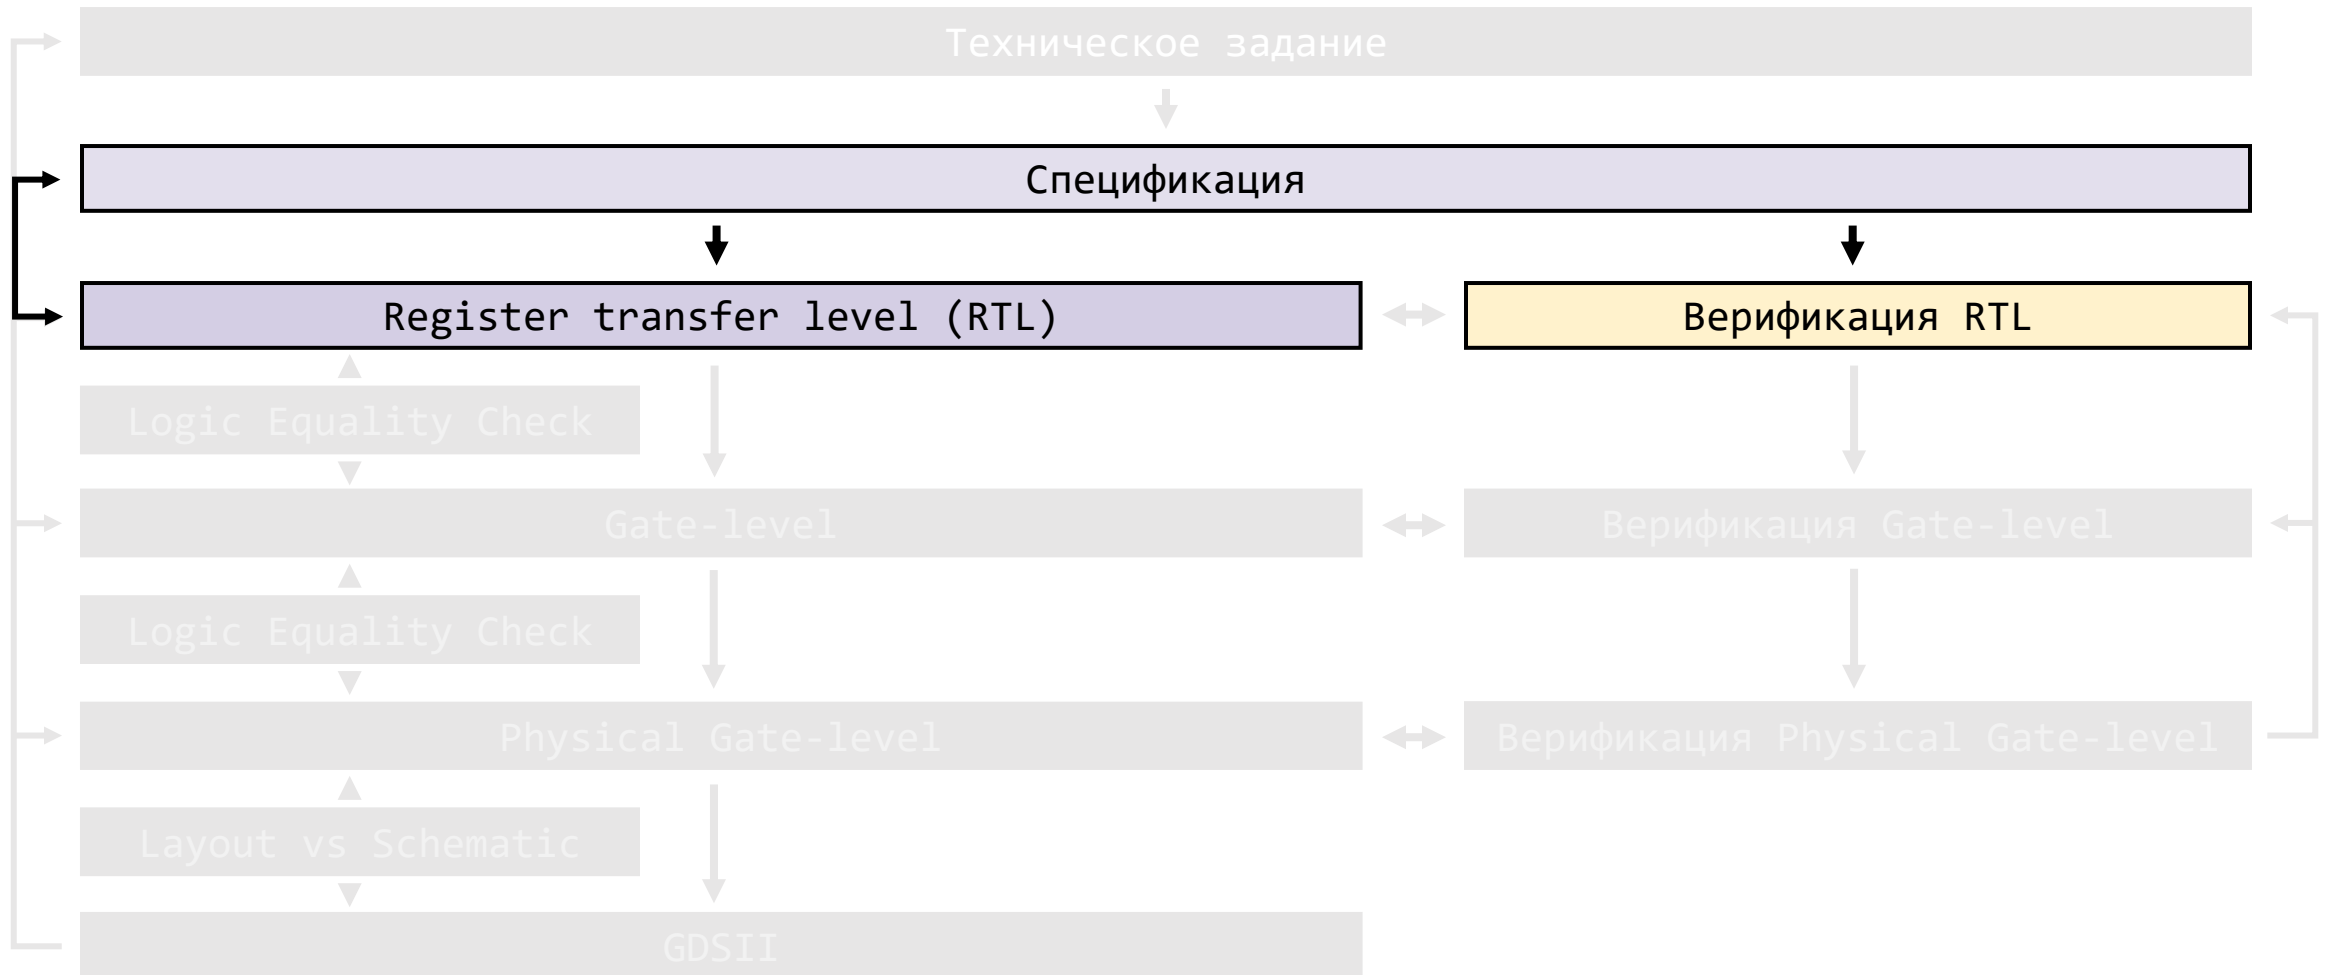 Техническое задание
Спецификация
Register transfer level (RTL)
Верификация RTL
Logic Equality Check
Gate-level
Верификация Gate-level
Logic Equality Check
Physical Gate-level
Верификация Physical Gate-level
Layout vs Schematic
GDSII